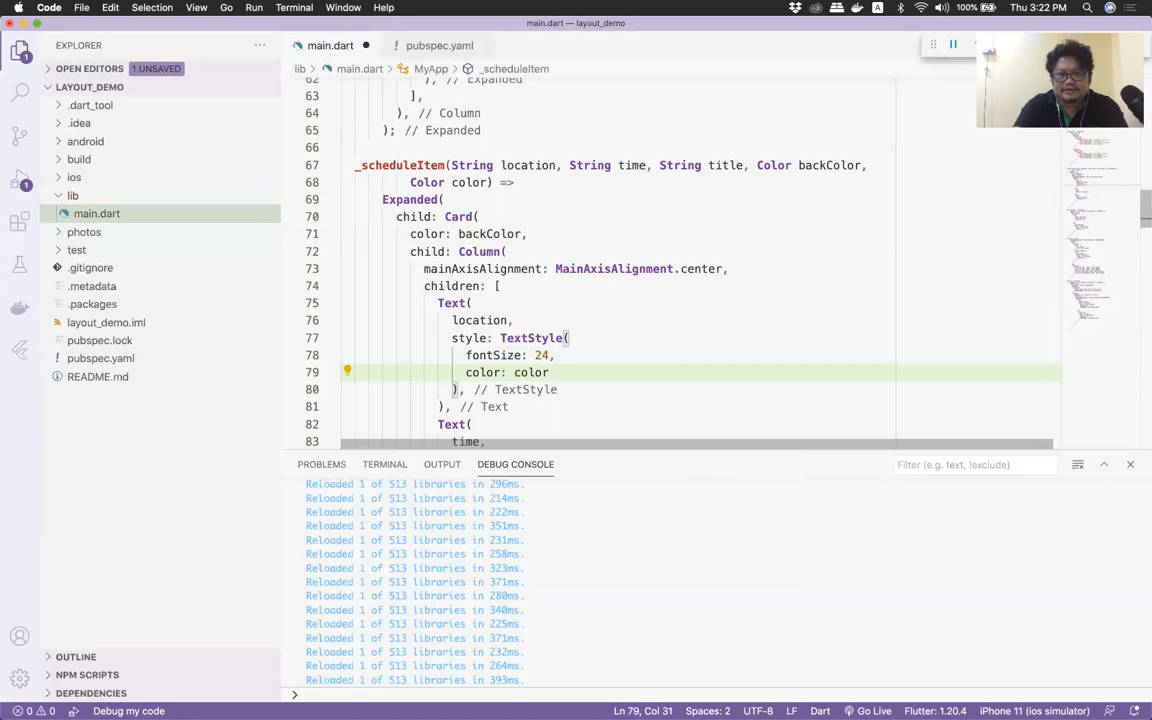 Code File Edit Selection View Go Run Terminal Window Help
A 100% Thu 3:22 PM
main.dart — layout_demo
EXPLORER
OPEN EDITORS 1 UNSAVED
LAYOUT_DEMO
.dart_tool
.idea
android
build
ios
lib
main.dart
photos
test
.gitignore
.metadata
.packages
layout_demo.iml
pubspec.lock
pubspec.yaml
README.md
OUTLINE
NPM SCRIPTS
DEPENDENCIES
1
1
main.dart
! pubspec.yaml
lib main.dart MyApp _scheduleItem
62 ), // Expanded
63 ],
64 ), // Column
65 ); // Expanded
66
67 _scheduleItem(String location, String time, String title, Color backColor,
68 Color color) =>
69 Expanded(
70 child: Card(
71 color: backColor,
72 child: Column(
73 mainAxisAlignment: MainAxisAlignment.center,
74 children: [
75 Text(
76 location,
77 style: TextStyle(
78 fontSize: 24,
79 color: color
80 ), // TextStyle
81 ), // Text
82 Text(
83 time,
PROBLEMS TERMINAL OUTPUT DEBUG CONSOLE
Filter (e.g. text, !exclude)
Reloaded 1 of 513 libraries in 296ms.
Reloaded 1 of 513 libraries in 214ms.
Reloaded 1 of 513 libraries in 222ms.
Reloaded 1 of 513 libraries in 351ms.
Reloaded 1 of 513 libraries in 231ms.
Reloaded 1 of 513 libraries in 258ms.
Reloaded 1 of 513 libraries in 323ms.
Reloaded 1 of 513 libraries in 371ms.
Reloaded 1 of 513 libraries in 280ms.
Reloaded 1 of 513 libraries in 340ms.
Reloaded 1 of 513 libraries in 225ms.
Reloaded 1 of 513 libraries in 371ms.
Reloaded 1 of 513 libraries in 232ms.
Reloaded 1 of 513 libraries in 264ms.
Reloaded 1 of 513 libraries in 393ms.
0 0 Debug my code
Ln 79, Col 31 Spaces: 2 UTF-8 LF Dart Go Live Flutter: 1.20.4 iPhone 11 (ios simulator)